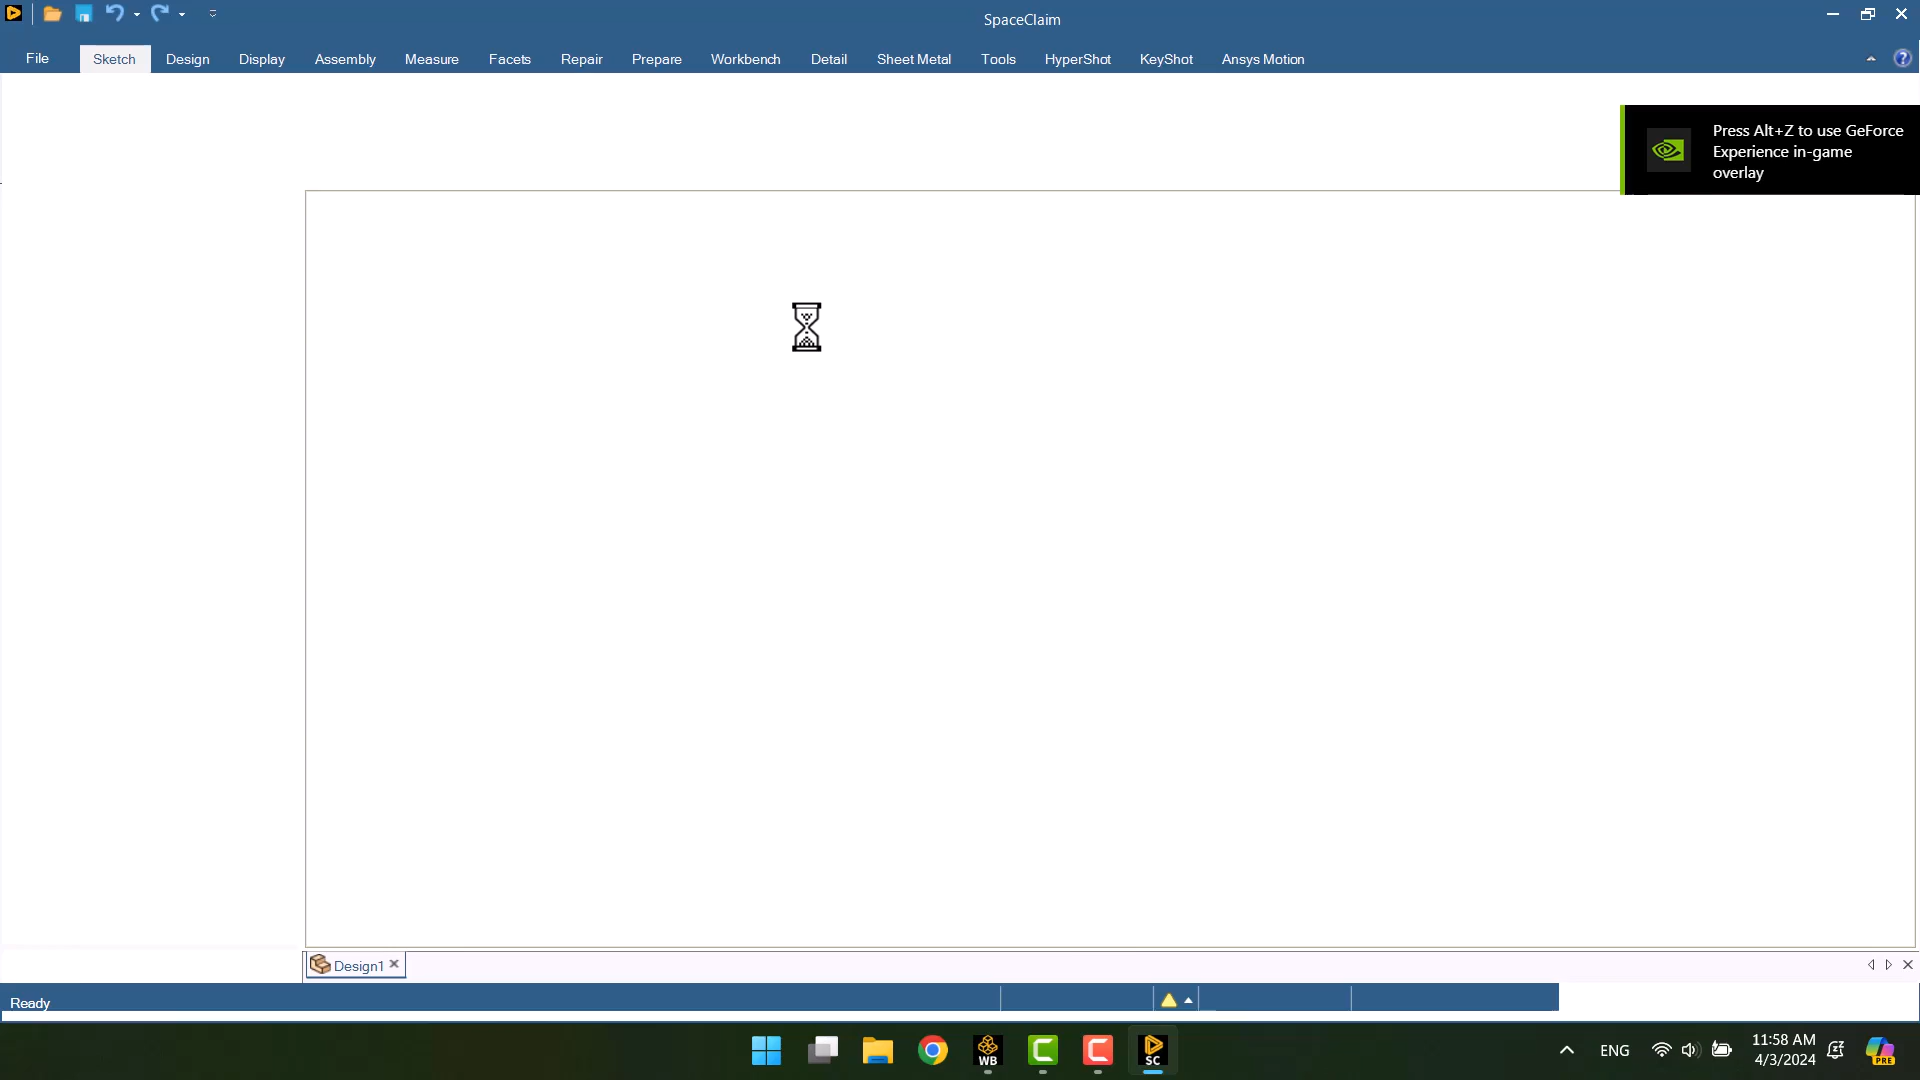 SpaceClaim
File Sketch Design Display Assembly Measure Facets Repair Prepare Workbench Detail Sheet Metal Tools HyperShot KeyShot Ansys Motion
Press Alt+Z to use GeForce
Experience in-game
overlay
Design1
Ready
WB
SC
ENG
11:58 AM
4/3/2024
PRE